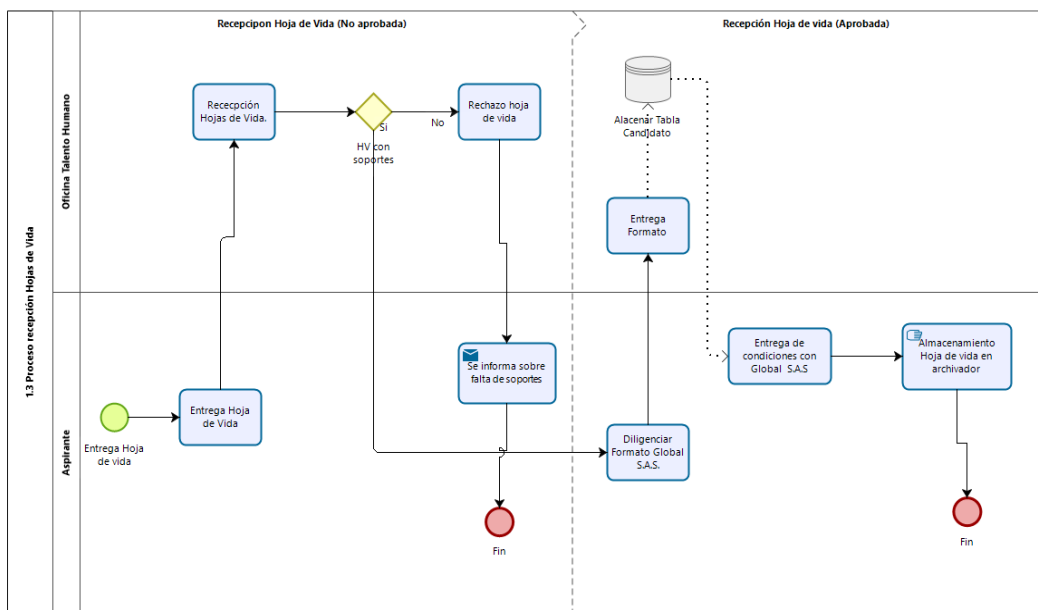 1.3 Proceso recepción Hojas de Vida
Recepcipon Hoja de Vida (No aprobada)
Recepción Hoja de vida (Aprobada)
Oficina Talento Humano
Rececpción
Hojas de Vida.
Si
No
HV con
soportes
Rechazo hoja
de vida
Alacenar Tabla
Candidato
Entrega
Formato
Aspirante
Entrega Hoja
de vida
Entrega Hoja
de Vida
Se informa sobre
falta de soportes
Fin
Diligenciar
Formato Global
S.A.S.
Entrega de
condiciones con
Global S.A.S
Almacenamiento
Hoja de vida en
archivador
Fin